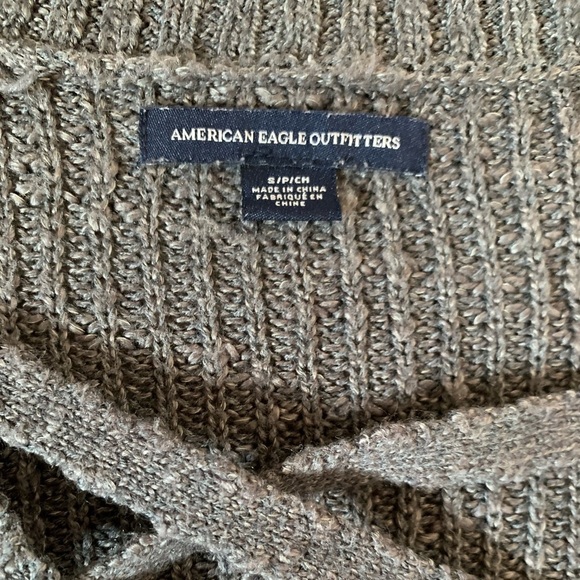 AMERICAN EAGLE OUTFITTERS
S/P/CH
MADE IN CHINA
FABRIQUÉ EN
CHINE